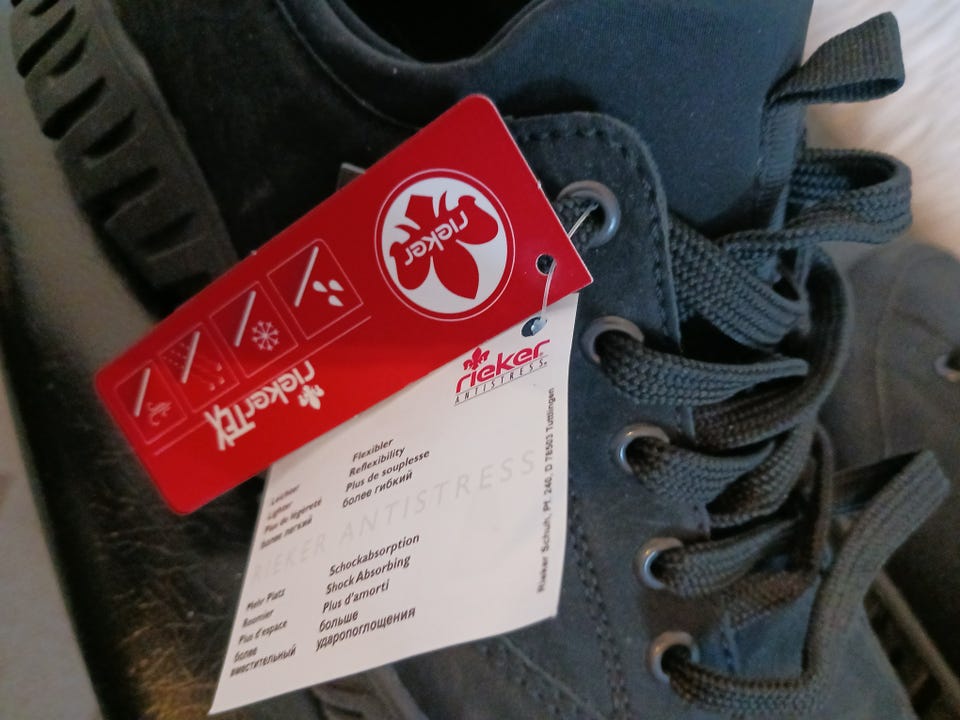 rieker
riekerTEX
rieker
ANTISTRESS
RIEKER ANTISTRESS
Leichter
Lighter
Plus de légèreté
более легкий
Flexibler
Reflexibility
Plus de souplesse
более гибкий
Mehr Platz
Roomier
Plus d'espace
более
вместительный
Schockabsorption
Shock Absorbing
Plus d'amorti
больше
ударопоглощения
Rieker Schuh, Pf. 240, D 78503 Tuttlingen